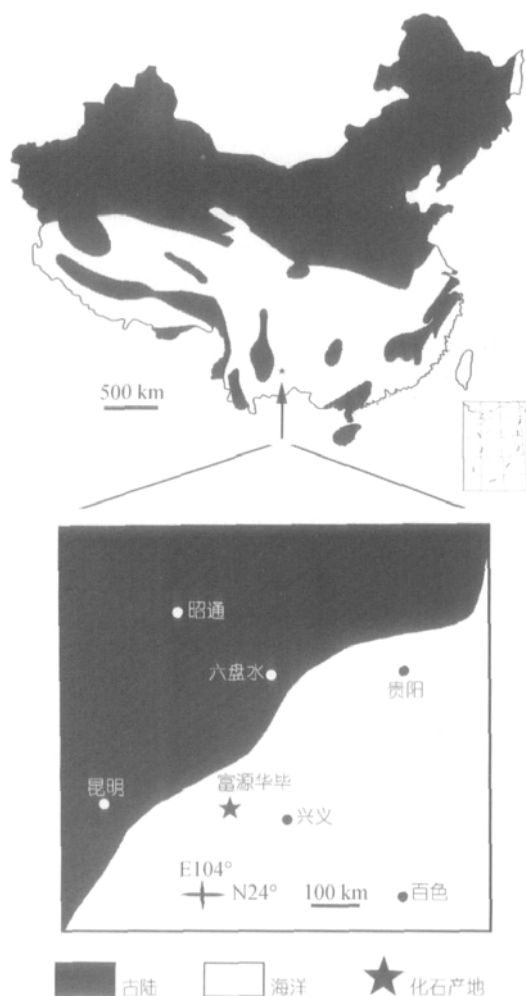 500 km
昭通
六盘水
贵阳
昆明
富源华毕
兴义
E104°
N24°
100 km
百色
古陆
海洋
化石产地